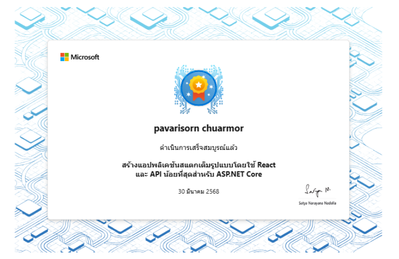 Microsoft
pavarisorn chuarmor
ดำเนินการเสร็จสมบูรณ์แล้ว
สร้างแอปพลิเคชันสแตกเต็มรูปแบบโดยใช้ React
และ API น้อยที่สุดสำหรับ ASP.NET Core
30 มีนาคม 2568
Satya Narayana Nadella